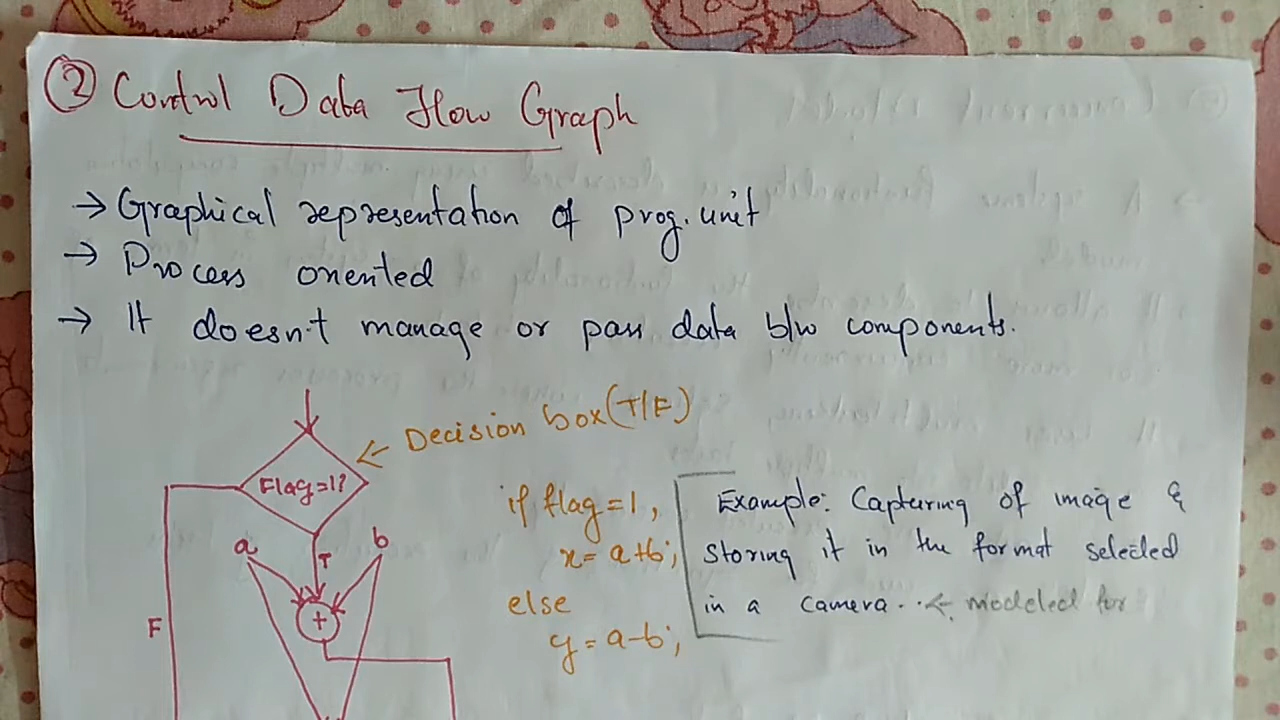 ② Control Data Flow Graph
→ Graphical representation of prog. unit
→ Process oriented
→ It doesn't manage or pass data b/w components.
← Decision box(T/F)
Flag=1?
a
b
T
+
F
if flag=1,
x= a+b;
else
y= a-b;
Example: Capturing of image &
storing it in the format selected
in a camera. ← modeled for